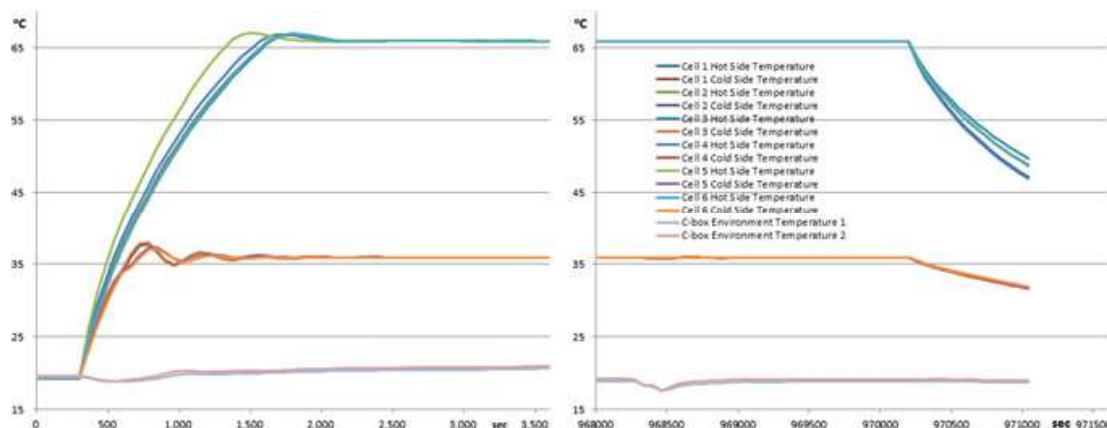 °C
65
55
45
35
25
15
0 500 1.000 1.500 2.000 2.500 3.000 sec 3.500
°C
65
55
45
35
25
15
Cell 1 Hot Side Temperature
Cell 1 Cold Side Temperature
Cell 2 Hot Side Temperature
Cell 2 Cold Side Temperature
Cell 3 Hot Side Temperature
Cell 3 Cold Side Temperature
Cell 4 Hot Side Temperature
Cell 4 Cold Side Temperature
Cell 5 Hot Side Temperature
Cell 5 Cold Side Temperature
Cell 6 Hot Side Temperature
Cell 6 Cold Side Temperature
C-box Environment Temperature 1
C-box Environment Temperature 2
968000 968500 969000 969500 970000 970500 971000 sec 971500